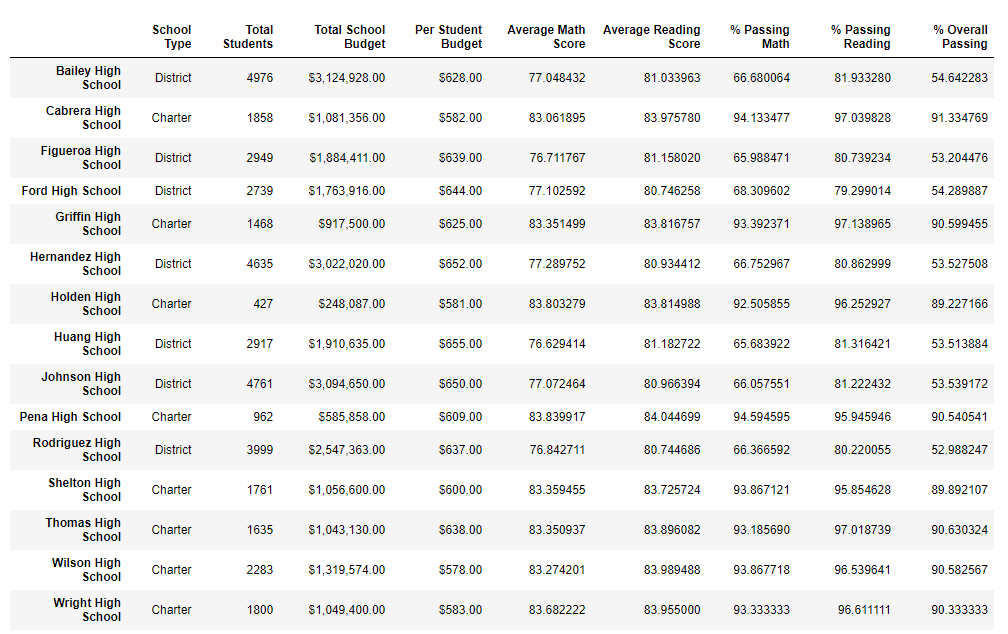 School Type Total Students Total School Budget Per Student Budget Average Math Score Average Reading Score % Passing Math % Passing Reading % Overall Passing
Bailey High School District 4976 $3,124,928.00 $628.00 77.048432 81.033963 66.680064 81.933280 54.642283
Cabrera High School Charter 1858 $1,081,356.00 $582.00 83.061895 83.975780 94.133477 97.039828 91.334769
Figueroa High School District 2949 $1,884,411.00 $639.00 76.711767 81.158020 65.988471 80.739234 53.204476
Ford High School District 2739 $1,763,916.00 $644.00 77.102592 80.746258 68.309602 79.299014 54.289887
Griffin High School Charter 1468 $917,500.00 $625.00 83.351499 83.816757 93.392371 97.138965 90.599455
Hernandez High School District 4635 $3,022,020.00 $652.00 77.289752 80.934412 66.752967 80.862999 53.527508
Holden High School Charter 427 $248,087.00 $581.00 83.803279 83.814988 92.505855 96.252927 89.227166
Huang High School District 2917 $1,910,635.00 $655.00 76.629414 81.182722 65.683922 81.316421 53.513884
Johnson High School District 4761 $3,094,650.00 $650.00 77.072464 80.966394 66.057551 81.222432 53.539172
Pena High School Charter 962 $585,858.00 $609.00 83.839917 84.044699 94.594595 95.945946 90.540541
Rodriguez High School District 3999 $2,547,363.00 $637.00 76.842711 80.744686 66.366592 80.220055 52.988247
Shelton High School Charter 1761 $1,056,600.00 $600.00 83.359455 83.725724 93.867121 95.854628 89.892107
Thomas High School Charter 1635 $1,043,130.00 $638.00 83.350937 83.896082 93.185690 97.018739 90.630324
Wilson High School Charter 2283 $1,319,574.00 $578.00 83.274201 83.989488 93.867718 96.539641 90.582567
Wright High School Charter 1800 $1,049,400.00 $583.00 83.682222 83.955000 93.333333 96.611111 90.333333